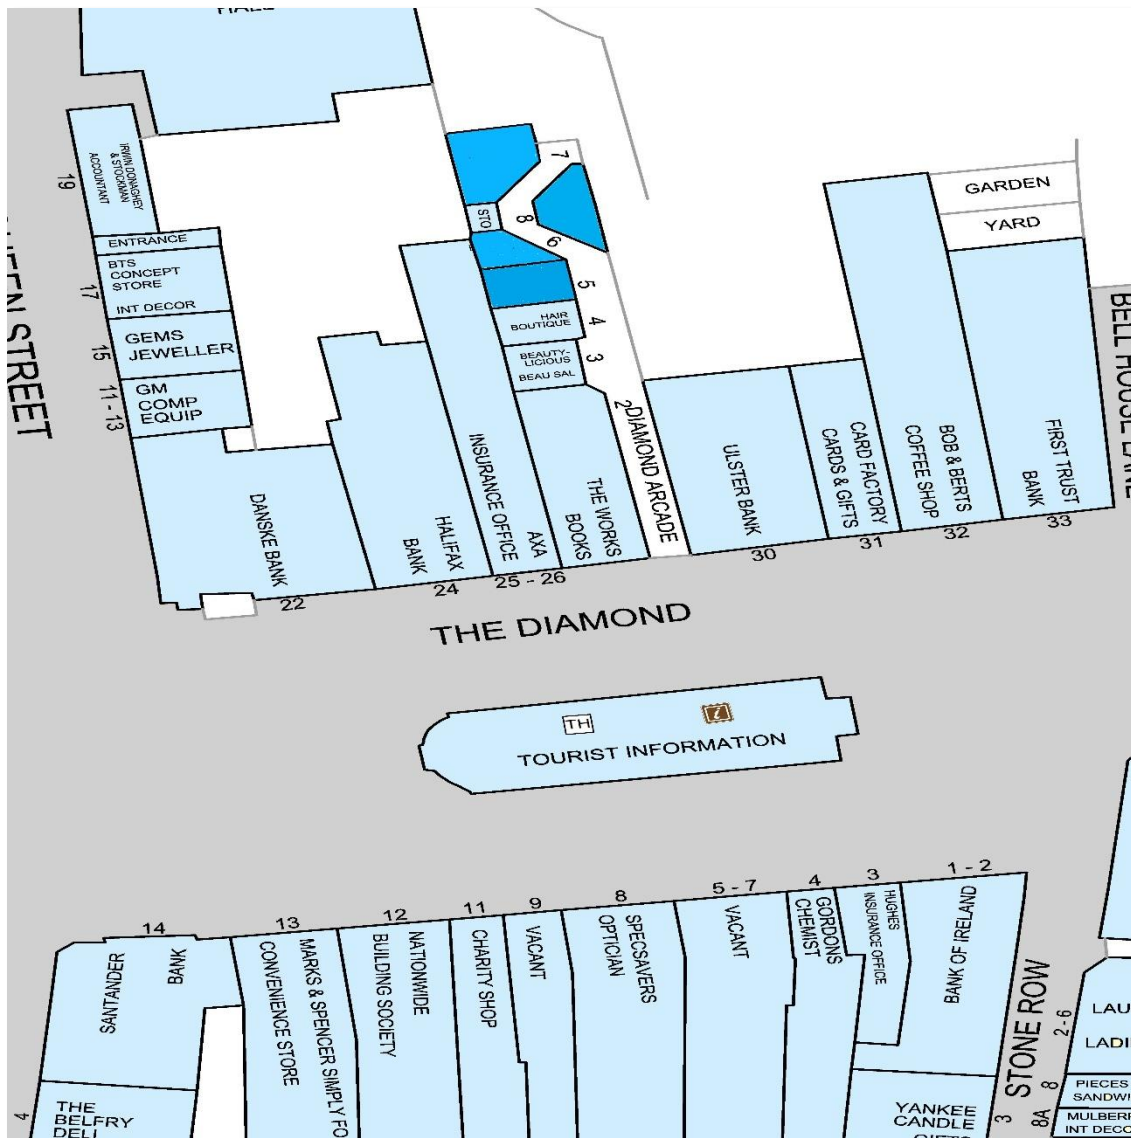 HALL
IRWIN DONAGHEY
& STOCKMAN
ACCOUNTANT
19
ENTRANCE
BTS
CONCEPT
STORE
INT DECOR
17
GEMS
JEWELLER
15
GM
COMP
EQUIP
11 - 13
STREET
7
STO
8
6
5
HAIR
BOUTIQUE
4
BEAUTY-
LICIOUS
BEAU SAL
3
2
DIAMOND ARCADE
GARDEN
YARD
BELL HOUSE LANE
DANSKE BANK
22
HALIFAX
BANK
24
AXA
INSURANCE OFFICE
25 - 26
THE WORKS
BOOKS
ULSTER BANK
30
CARD FACTORY
CARDS & GIFTS
31
BOB & BERTS
COFFEE SHOP
32
FIRST TRUST
BANK
33
THE DIAMOND
TH
i
TOURIST INFORMATION
14
SANTANDER
BANK
13
MARKS & SPENCER SIMPLY FO
CONVENIENCE STORE
12
NATIONWIDE
BUILDING SOCIETY
11
CHARITY SHOP
9
VACANT
8
SPECSAVERS
OPTICIAN
5 - 7
VACANT
4
GORDONS
CHEMIST
3
HUGHES
INSURANCE OFFICE
1 - 2
BANK OF IRELAND
STONE ROW
2-6
LAU
LADI
8
PIECES
SANDWI
8A
MULBERR
INT DECO
3
YANKEE
CANDLE
GIFTS
4
THE
BELFRY
DELI